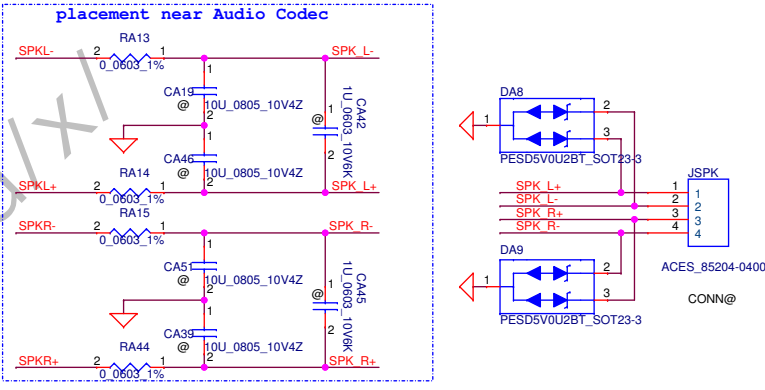 placement near Audio Codec
RA13
SPKL- 2 1 SPK_L-
0_0603_1%
1
CA19 10U_0805_10V4Z
@ 2
CA42
1U_0603_10V6K
@ 1
2
1
CA46 10U_0805_10V4Z
@ 2
RA14
SPKL+ 2 1 SPK_L+
0_0603_1%
RA15
SPKR- 2 1 SPK_R-
0_0603_1%
1
CA51 10U_0805_10V4Z
@ 2
CA45
1U_0603_10V6K
@ 1
2
1
CA39 10U_0805_10V4Z
@ 2
RA44
SPKR+ 2 1 SPK_R+
0_0603_1%
DA8
1 2
3
PESD5V0U2BT_SOT23-3
JSPK
SPK_L+ 1 1
SPK_L- 2 2
SPK_R+ 3 3
SPK_R- 4 4
ACES_85204-0400
CONN@
DA9
1 2
3
PESD5V0U2BT_SOT23-3